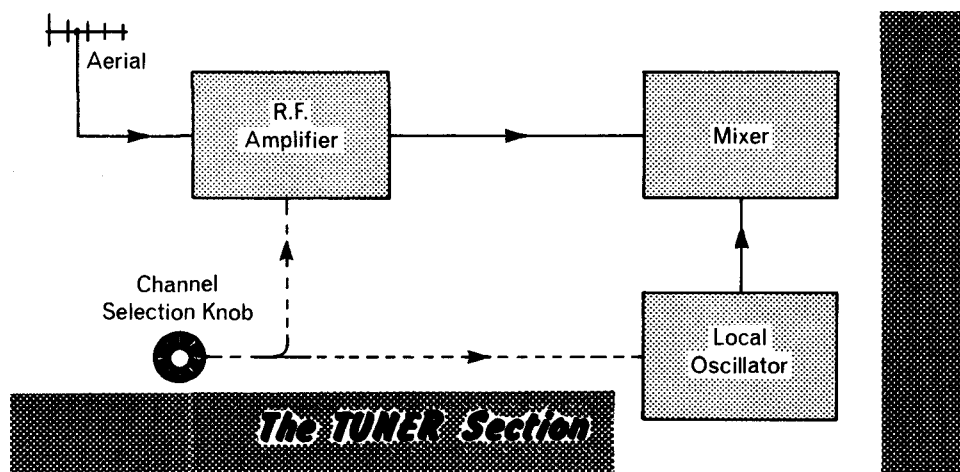 Aerial
R.F.
Amplifier
Mixer
Channel
Selection Knob
Local
Oscillator
The TUNER Section